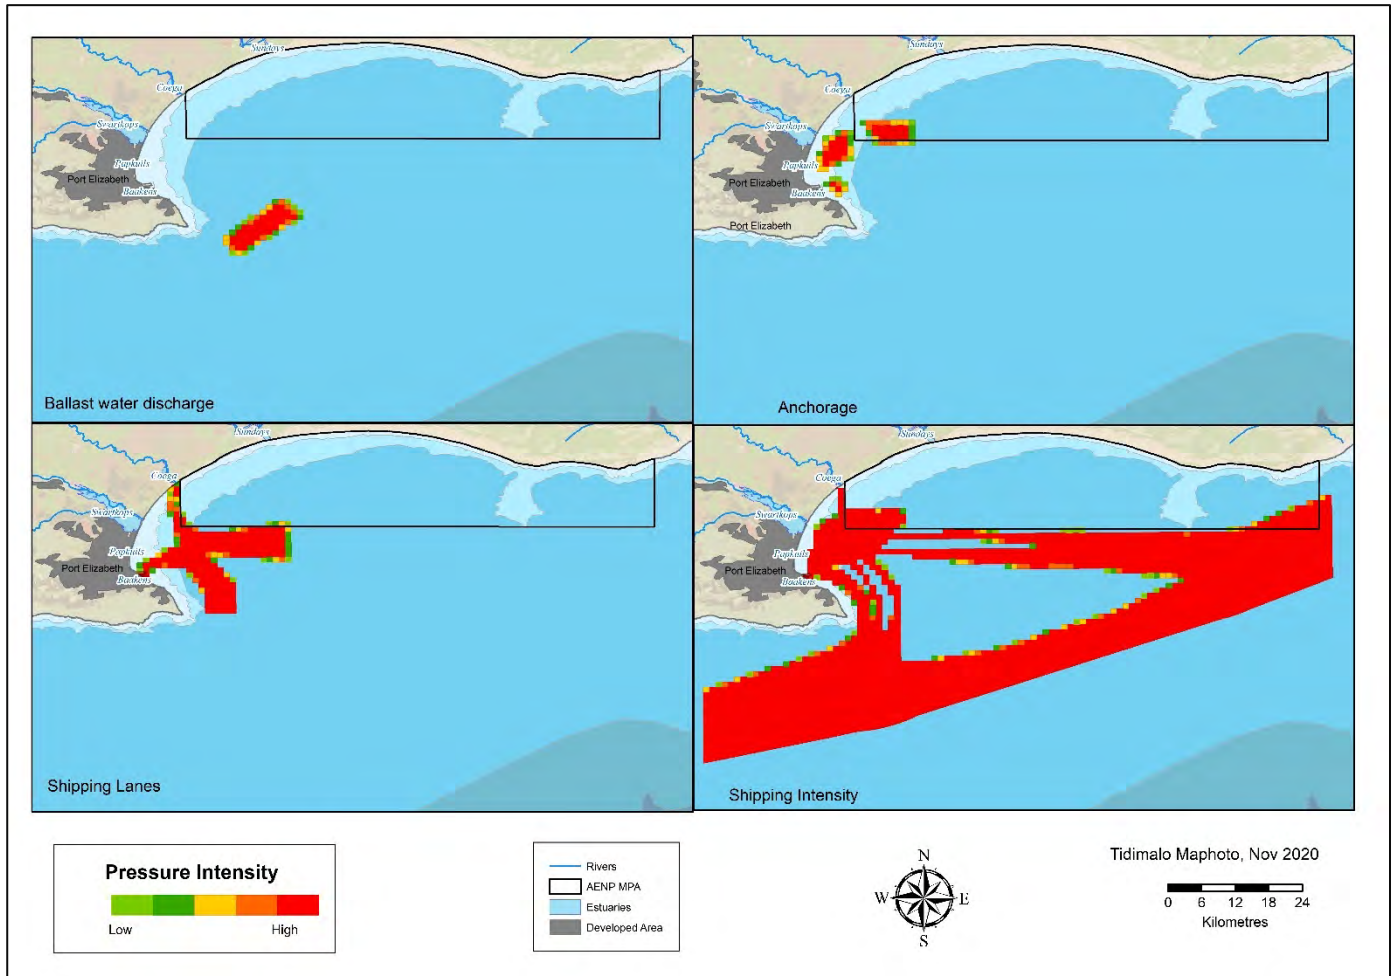 Sundays
Coega
Swartkops
Papkuils
Port Elizabeth
Baakens
Ballast water discharge
Sundays
Coega
Swartkops
Papkuils
Port Elizabeth
Baakens
Port Elizabeth
Anchorage
Sundays
Coega
Swartkops
Papkuils
Port Elizabeth
Baakens
Shipping Lanes
Sundays
Coega
Swartkops
Papkuils
Port Elizabeth
Baakens
Shipping Intensity
Pressure Intensity
Low High
Rivers
AENP MPA
Estuaries
Developed Area
N
W E
S
Tidimalo Maphoto, Nov 2020
0 6 12 18 24
Kilometres